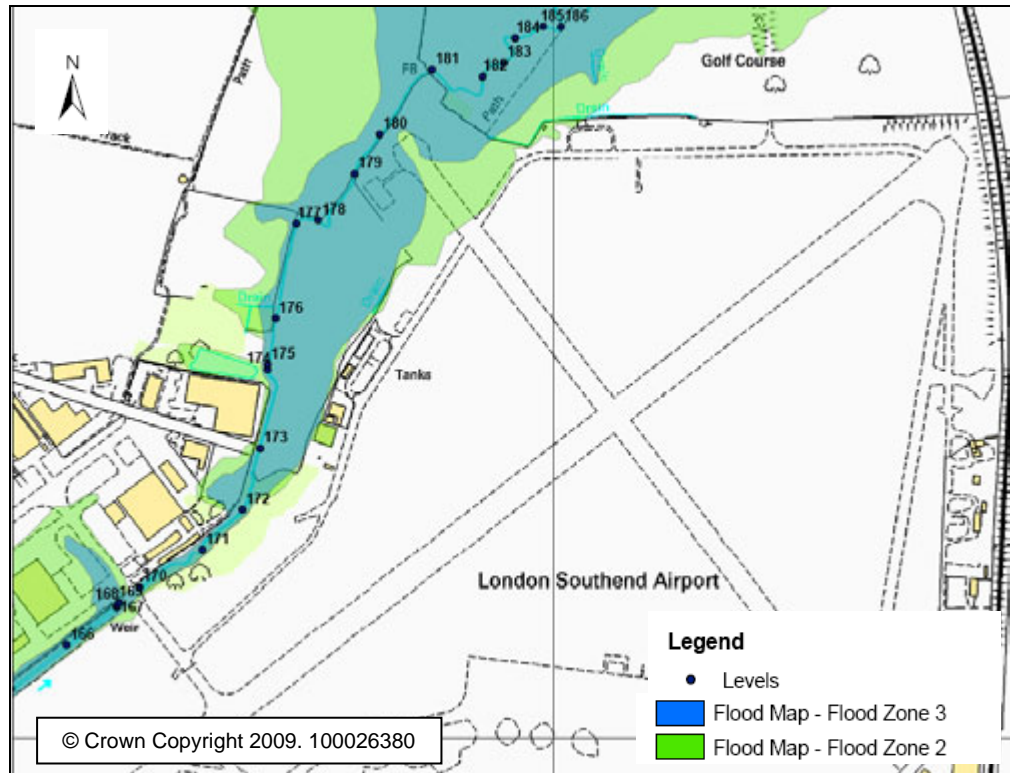 185
186
184
183
181
182
FB
Golf Course
N
Path
Path
Drain
180
Track
179
177
178
Drain
Drain
176
175
174
Tanks
173
172
171
170
169
168
167
Weir
166
London Southend Airport
Legend
Levels
Flood Map - Flood Zone 3
Flood Map - Flood Zone 2
© Crown Copyright 2009. 100026380